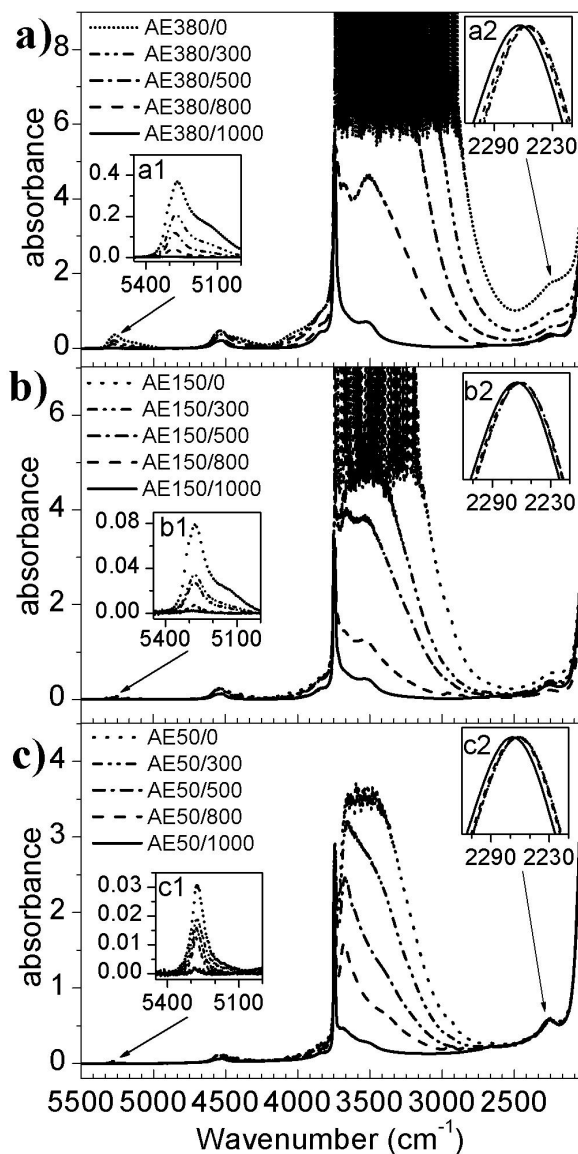 a)
AE380/0
AE380/300
AE380/500
AE380/800
AE380/1000
a1
0.4
0.2
0.0
5400 5100
a2
2290 2230
8
6
4
2
0
absorbance
b)
AE150/0
AE150/300
AE150/500
AE150/800
AE150/1000
b1
0.08
0.04
0.00
5400 5100
b2
2290 2230
6
4
2
0
absorbance
c)
AE50/0
AE50/300
AE50/500
AE50/800
AE50/1000
c1
0.03
0.02
0.01
0.00
5400 5100
c2
2290 2230
4
3
2
1
0
absorbance
5500 5000 4500 4000 3500 3000 2500
Wavenumber (cm-1)